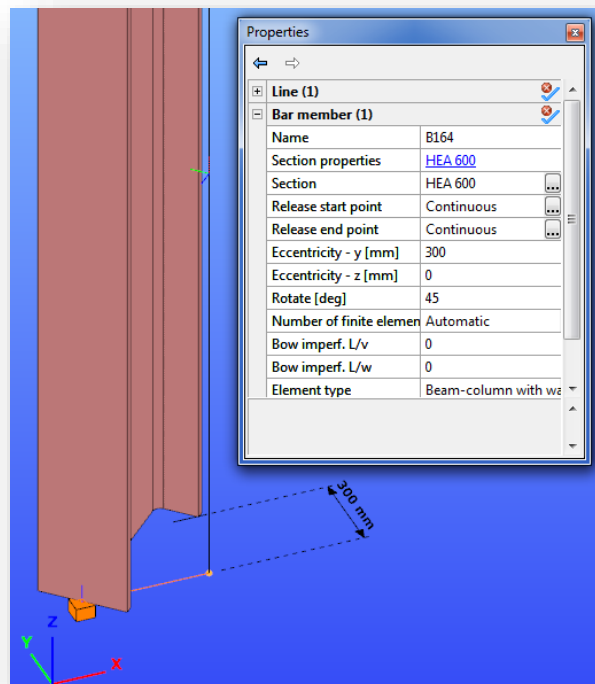 Properties
Line (1)
Bar member (1)
Name B164
Section properties HEA 600
Section HEA 600 ...
Release start point Continuous ...
Release end point Continuous ...
Eccentricity - y [mm] 300
Eccentricity - z [mm] 0
Rotate [deg] 45
Number of finite elemen Automatic
Bow imperf. L/v 0
Bow imperf. L/w 0
Element type Beam-column with wa
300 mm
Z
Y
X